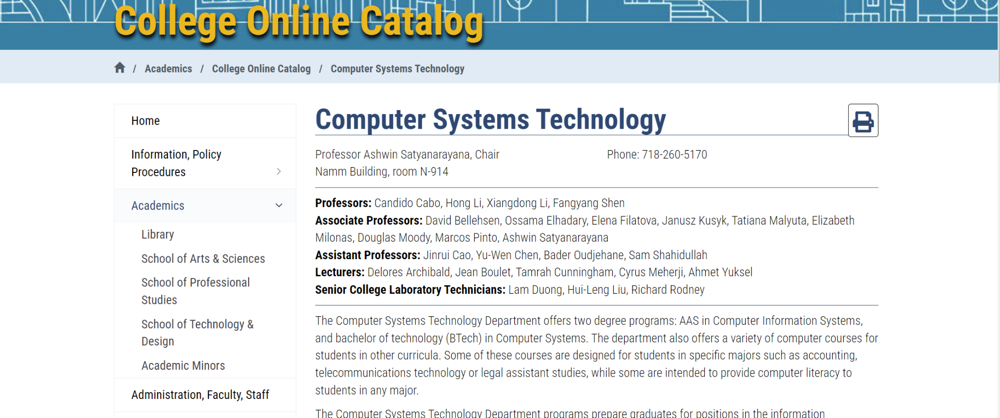 College Online Catalog
/ Academics / College Online Catalog / Computer Systems Technology
Home
Information, Policy
Procedures
Academics
Library
School of Arts & Sciences
School of Professional
Studies
School of Technology &
Design
Academic Minors
Administration, Faculty, Staff
Computer Systems Technology
Professor Ashwin Satyanarayana, Chair
Namm Building, room N-914
Phone: 718-260-5170
Professors: Candido Cabo, Hong Li, Xiangdong Li, Fangyang Shen
Associate Professors: David Bellehsen, Ossama Elhadary, Elena Filatova, Janusz Kusyk, Tatiana Malyuta, Elizabeth
Milonas, Douglas Moody, Marcos Pinto, Ashwin Satyanarayana
Assistant Professors: Jinrui Cao, Yu-Wen Chen, Bader Oudjehane, Sam Shahidullah
Lecturers: Delores Archibald, Jean Boulet, Tamrah Cunningham, Cyrus Meherji, Ahmet Yuksel
Senior College Laboratory Technicians: Lam Duong, Hui-Leng Liu, Richard Rodney
The Computer Systems Technology Department offers two degree programs: AAS in Computer Information Systems,
and bachelor of technology (BTech) in Computer Systems. The department also offers a variety of computer courses for
students in other curricula. Some of these courses are designed for students in specific majors such as accounting,
telecommunications technology or legal assistant studies, while some are intended to provide computer literacy to
students in any major.
The Computer Systems Technology Department programs prepare graduates for positions in the information